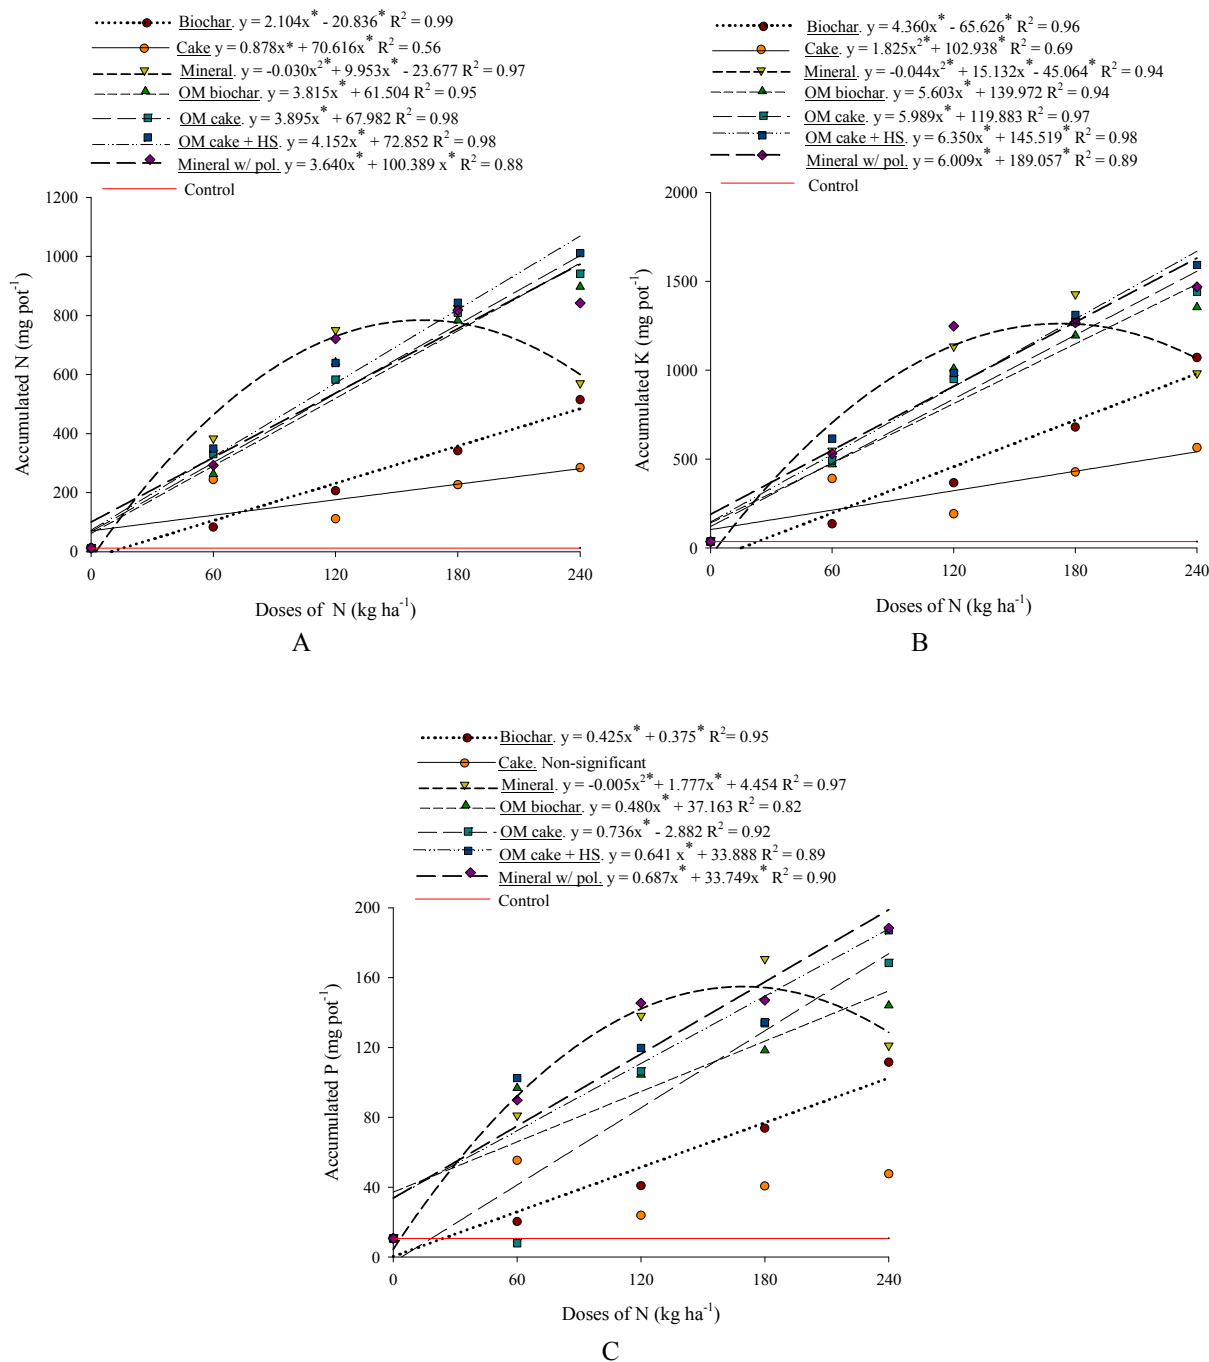 Biochar. y = 2.104x* - 20.836* R² = 0.99
Cake y = 0.878x* + 70.616x* R² = 0.56
Mineral. y = -0.030x²* + 9.953x* - 23.677 R² = 0.97
OM biochar. y = 3.815x* + 61.504 R² = 0.95
OM cake. y = 3.895x* + 67.982 R² = 0.98
OM cake + HS. y = 4.152x* + 72.852 R² = 0.98
Mineral w/ pol. y = 3.640x* + 100.389 x* R² = 0.88
Control
1200
1000
800
600
400
200
0
Accumulated N (mg pot⁻¹)
0 60 120 180 240
Doses of N (kg ha⁻¹)
A
Biochar. y = 4.360x* - 65.626* R² = 0.96
Cake. y = 1.825x²* + 102.938* R² = 0.69
Mineral. y = -0.044x²* + 15.132x* - 45.064* R² = 0.94
OM biochar. y = 5.603x* + 139.972 R² = 0.94
OM cake. y = 5.989x* + 119.883 R² = 0.97
OM cake + HS. y = 6.350x* + 145.519* R² = 0.98
Mineral w/ pol. y = 6.009x* + 189.057* R² = 0.89
Control
2000
1500
1000
500
0
Accumulated K (mg pot⁻¹)
0 60 120 180 240
Doses of N (kg ha⁻¹)
B
Biochar. y = 0.425x* + 0.375* R² = 0.95
Cake. Non-significant
Mineral. y = -0.005x²* + 1.777x* + 4.454 R² = 0.97
OM biochar. y = 0.480x* + 37.163 R² = 0.82
OM cake. y = 0.736x* - 2.882 R² = 0.92
OM cake + HS. y = 0.641 x* + 33.888 R² = 0.89
Mineral w/ pol. y = 0.687x* + 33.749x* R² = 0.90
Control
200
160
120
80
40
0
Accumulated P (mg pot⁻¹)
0 60 120 180 240
Doses of N (kg ha⁻¹)
C